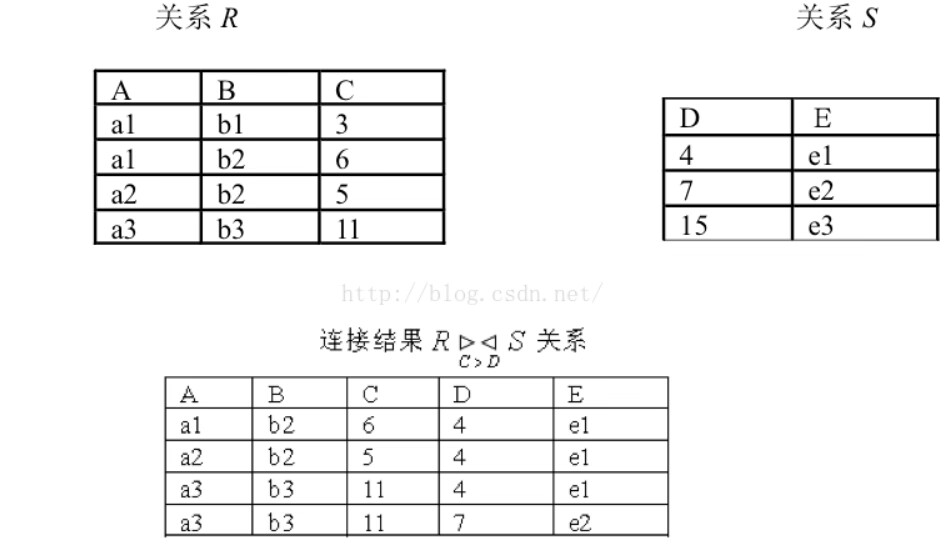 关系 R
关系 S
A B C
a1 b1 3
a1 b2 6
a2 b2 5
a3 b3 11
D E
4 e1
7 e2
15 e3
http://blog.csdn.net/
连接结果 R ⊳⊲ S 关系
C>D
A B C D E
a1 b2 6 4 e1
a2 b2 5 4 e1
a3 b3 11 4 e1
a3 b3 11 7 e2